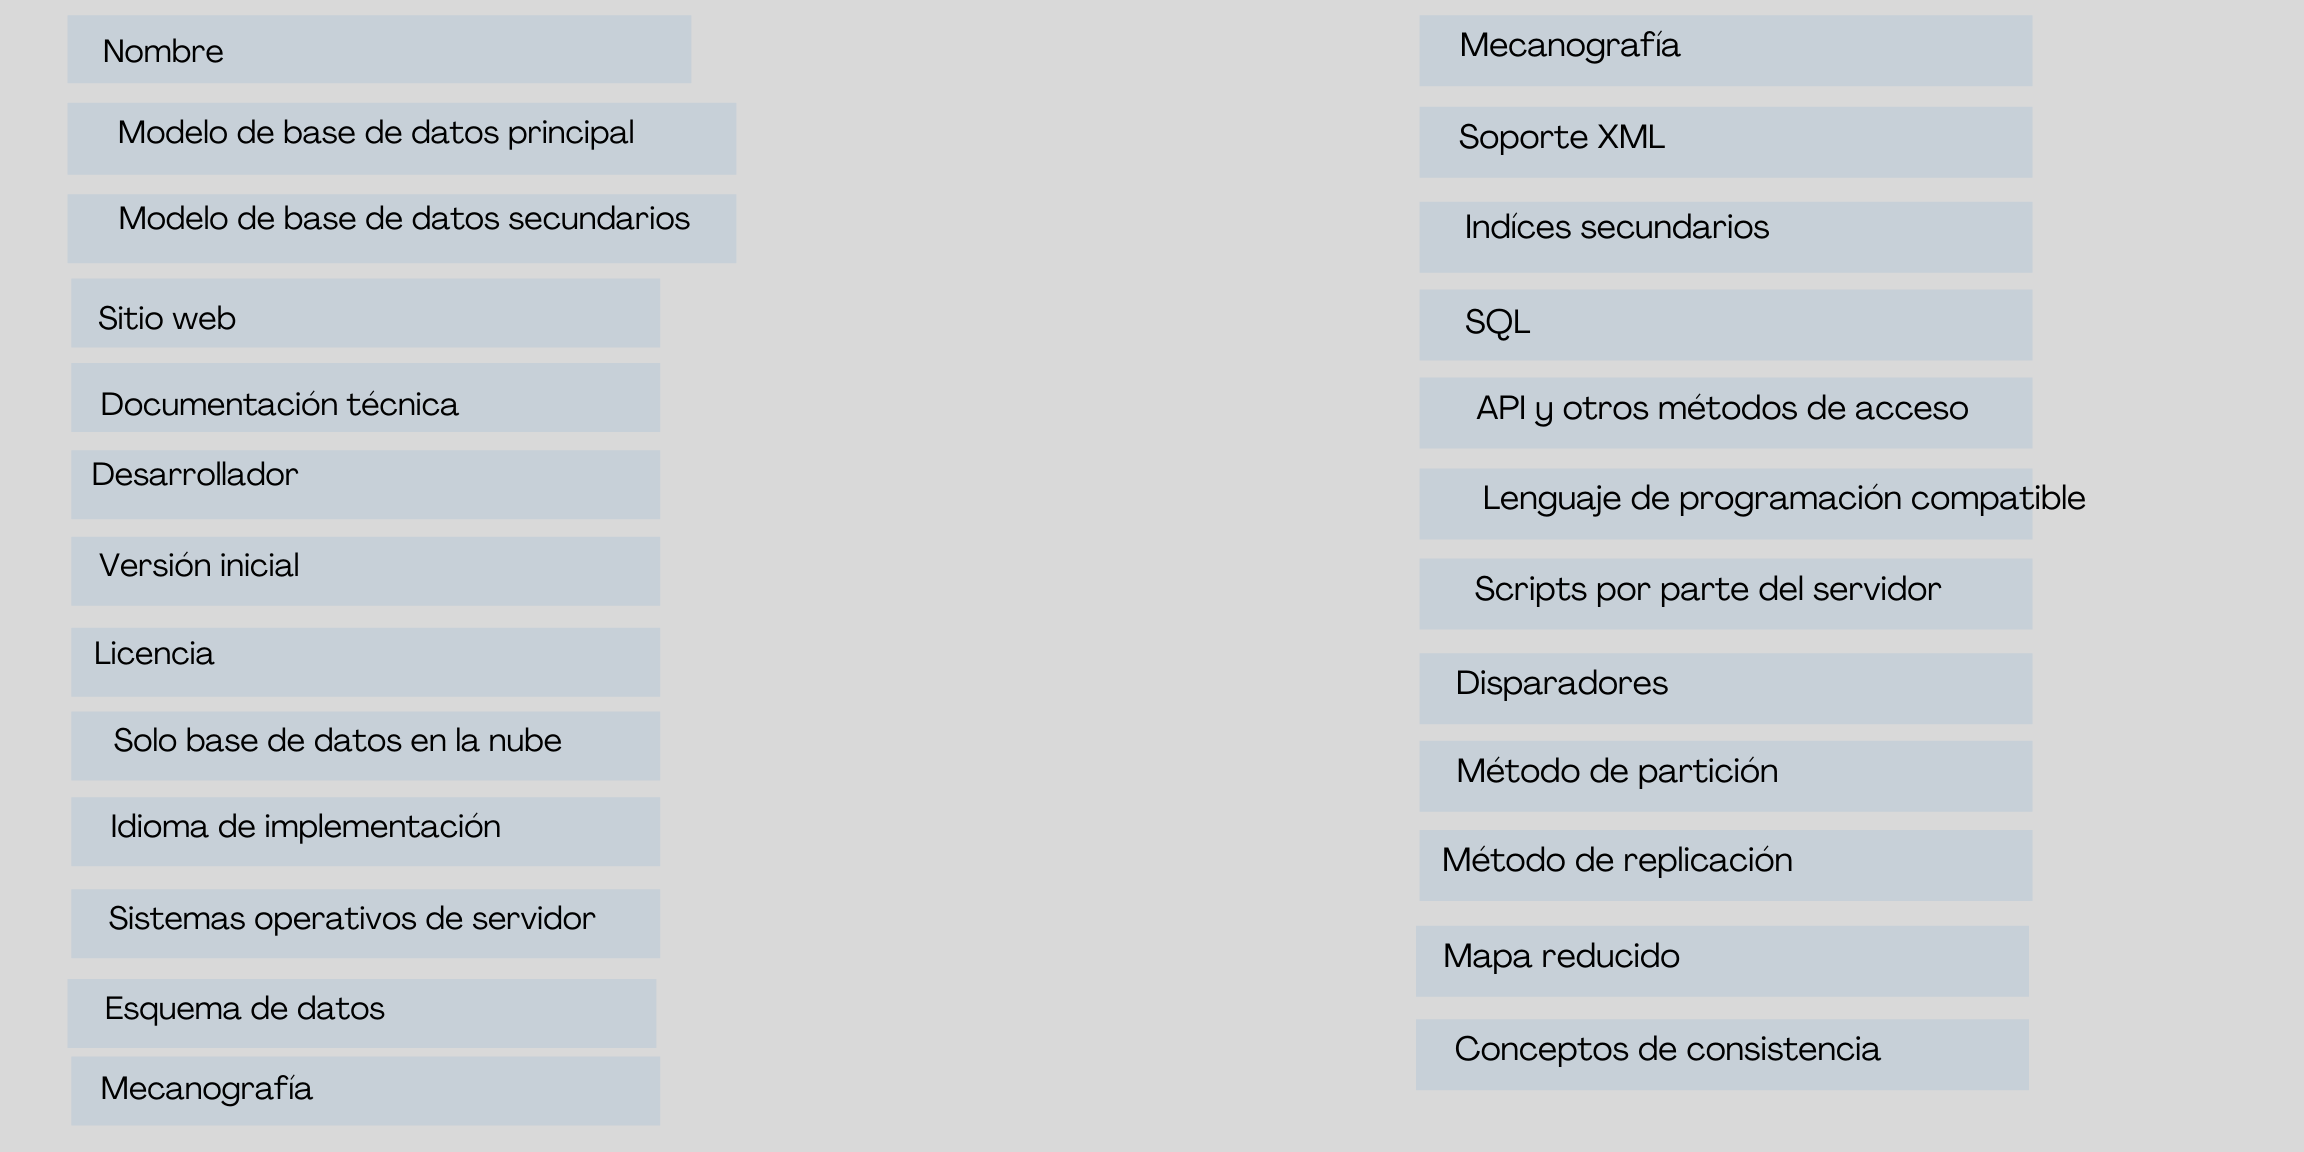 Nombre
Modelo de base de datos principal
Modelo de base de datos secundarios
Sitio web
Documentación técnica
Desarrollador
Versión inicial
Licencia
Solo base de datos en la nube
Idioma de implementación
Sistemas operativos de servidor
Esquema de datos
Mecanografía
Mecanografía
Soporte XML
Indíces secundarios
SQL
API y otros métodos de acceso
Lenguaje de programación compatible
Scripts por parte del servidor
Disparadores
Método de partición
Método de replicación
Mapa reducido
Conceptos de consistencia